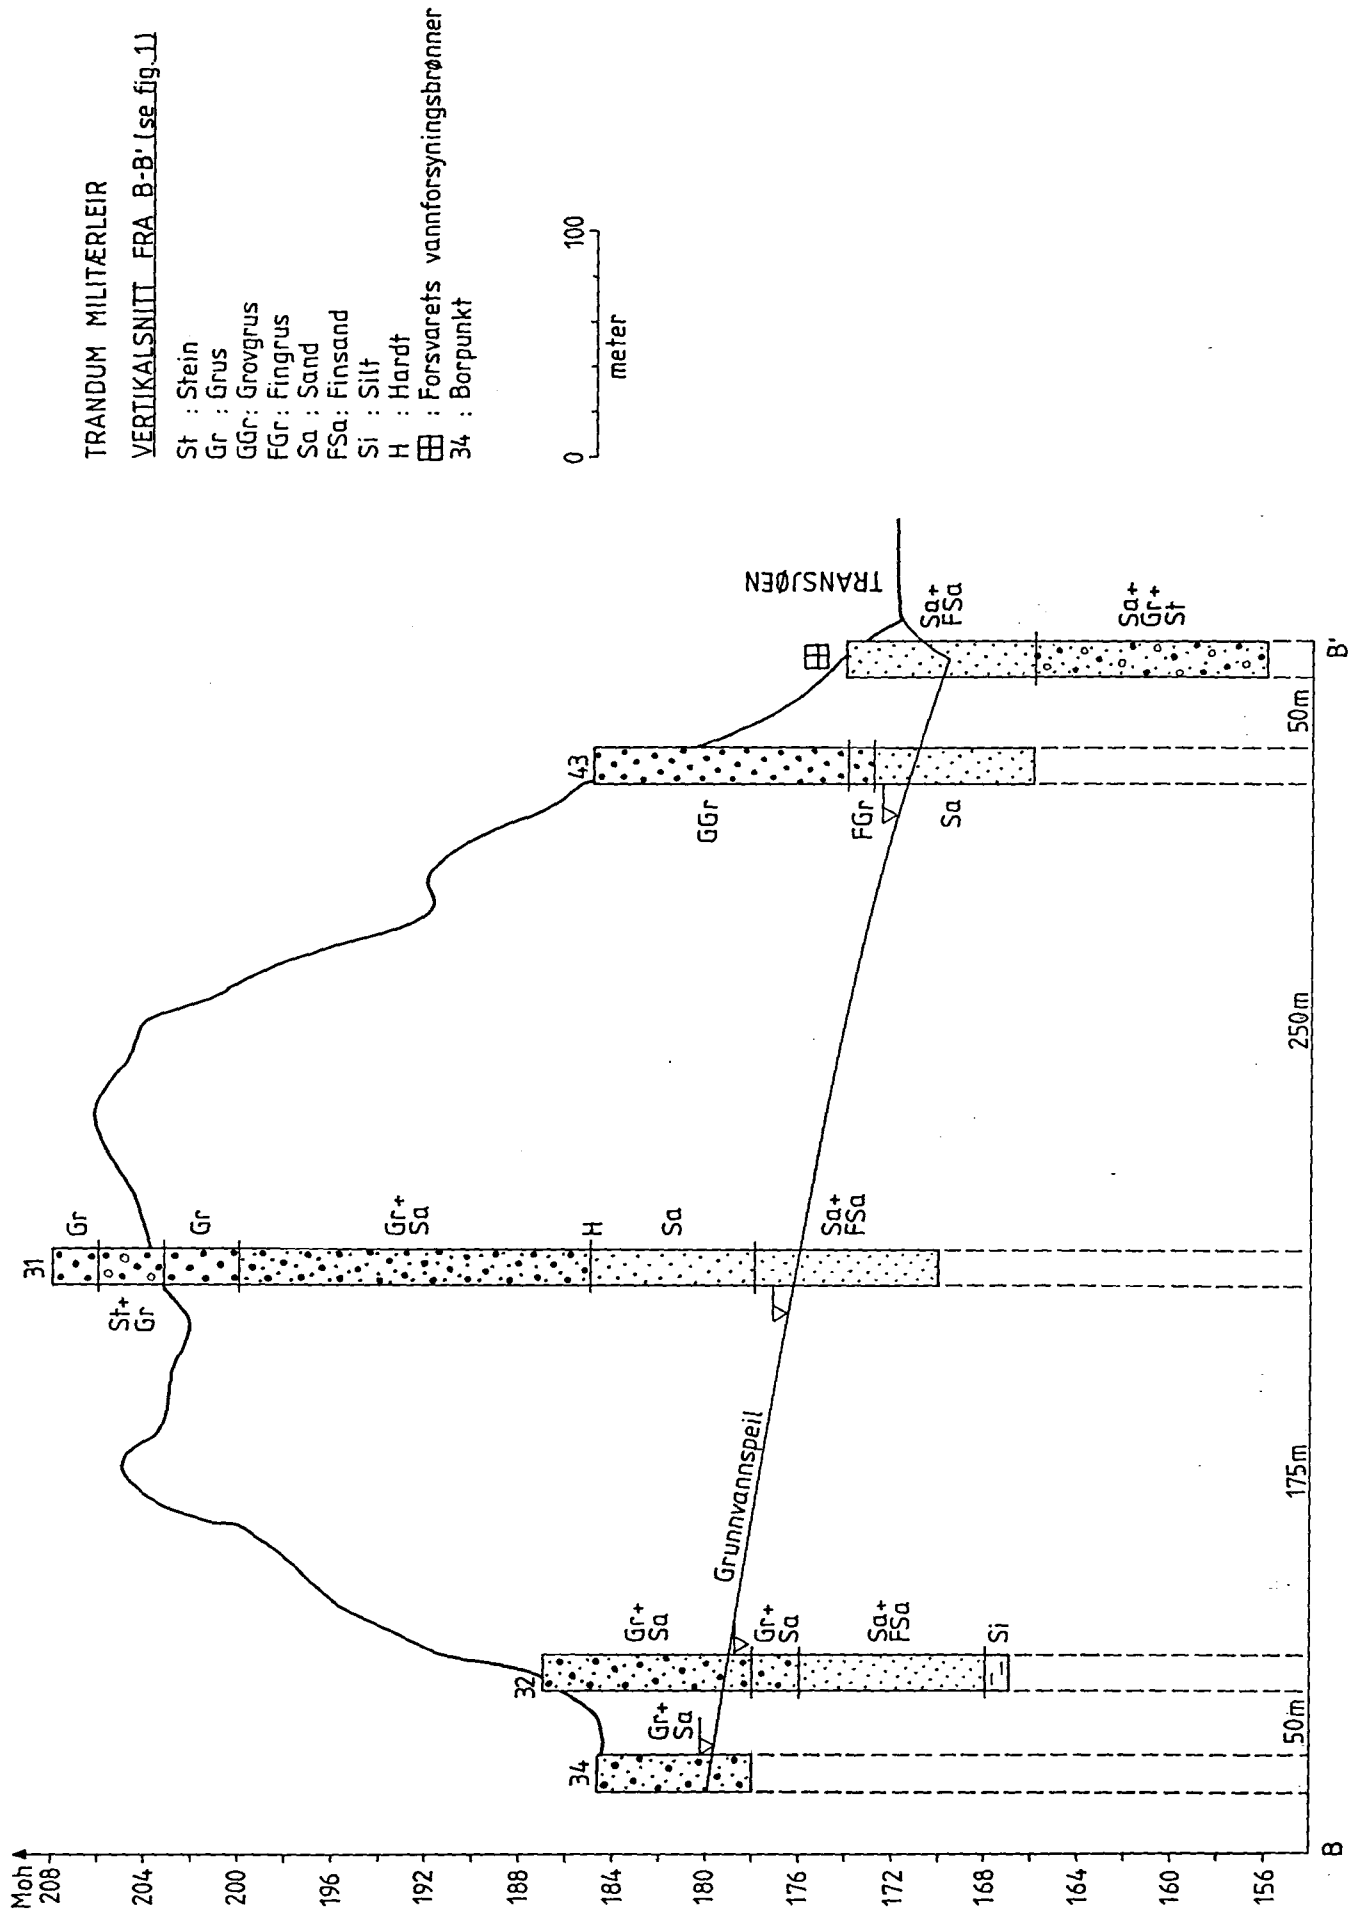 TRANDUM MILITÆRLEIR
VERTIKALSNITT FRA B-B' (se fig.1)
St : Stein
Gr : Grus
GGr : Grovgrus
FGr : Fingrus
Sa : Sand
FSa : Finsand
Si : Silt
H : Hardt
: Forsvarets vannforsyningsbrønner
34 : Borpunkt
0 100
meter
Moh
208
204
200
196
192
188
184
180
176
172
168
164
160
156
34
Gr+
Sa
32
Gr+
Sa
Gr+
Sa
Sa+
FSa
Si
Grunnvannspeil
31
Gr
St+
Gr
Gr
Gr+
Sa
H
Sa
Sa+
FSa
43
GGr
FGr
Sa
TRANSJØEN
Sa+
FSa
Sa+
Gr+
St
B
50m
175m
250m
50m
B'